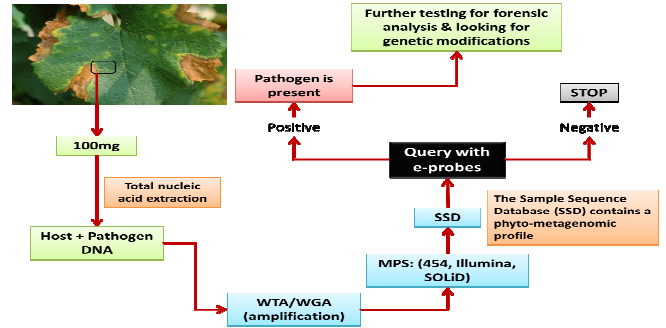 100mg
Total nucleic
acid extraction
Host + Pathogen
DNA
WTA/WGA
(amplification)
MPS: (454, Illumina,
SOLiD)
SSD
The Sample Sequence
Database (SSD) contains a
phyto-metagenomic
profile
Query with
e-probes
Positive
Negative
Pathogen is
present
STOP
Further testing for forensic
analysis & looking for
genetic modifications